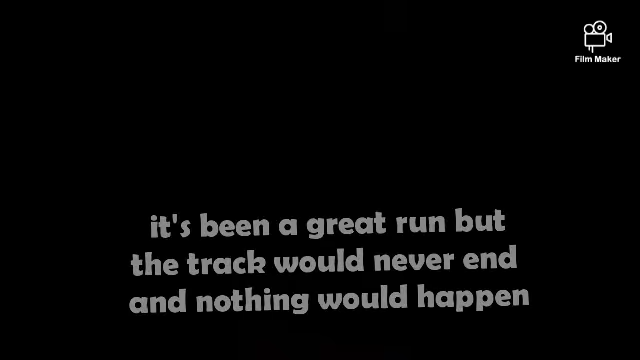 Film Maker
it's been a great run but
the track would never end
and nothing would happen